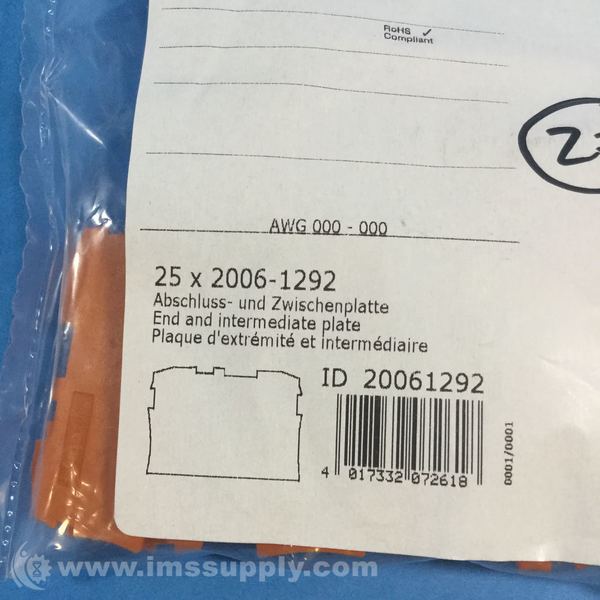 RoHS ✓
Compliant
AWG 000 - 000
25 x 2006-1292
Abschluss- und Zwischenplatte
End and intermediate plate
Plaque d'extrémité et intermédiaire
ID 20061292
4 017332 072618
0001/0001
www.imssupply.com